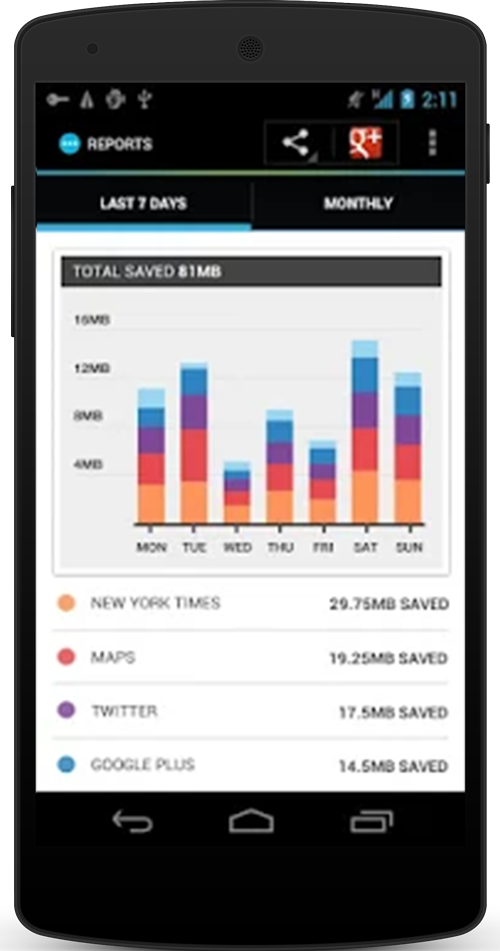 2:11
REPORTS
g+
LAST 7 DAYS
MONTHLY
TOTAL SAVED 81MB
16MB
12MB
8MB
4MB
MON TUE WED THU FRI SAT SUN
NEW YORK TIMES 29.75MB SAVED
MAPS 19.25MB SAVED
TWITTER 17.5MB SAVED
GOOGLE PLUS 14.5MB SAVED